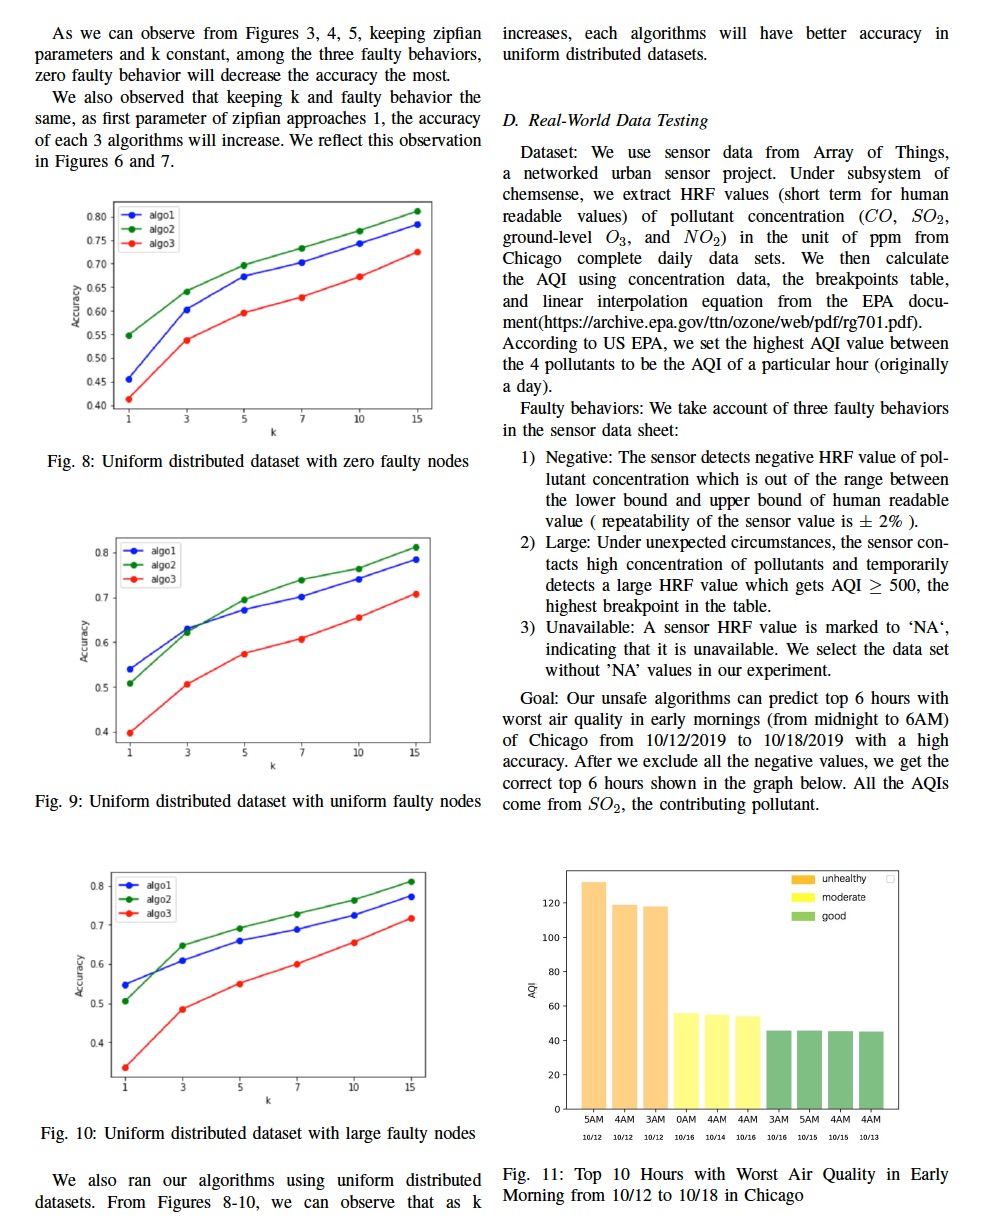 As we can observe from Figures 3, 4, 5, keeping zipfian
parameters and k constant, among the three faulty behaviors,
zero faulty behavior will decrease the accuracy the most.
We also observed that keeping k and faulty behavior the
same, as first parameter of zipfian approaches 1, the accuracy
of each 3 algorithms will increase. We reflect this observation
in Figures 6 and 7.
algo1
algo2
algo3
0.80
0.75
0.70
0.65
0.60
0.55
0.50
0.45
0.40
Accuracy
1 3 5 7 10 15
k
Fig. 8: Uniform distributed dataset with zero faulty nodes
algo1
algo2
algo3
0.8
0.7
0.6
0.5
0.4
Accuracy
1 3 5 7 10 15
k
Fig. 9: Uniform distributed dataset with uniform faulty nodes
algo1
algo2
algo3
0.8
0.7
0.6
0.5
0.4
Accuracy
1 3 5 7 10 15
k
Fig. 10: Uniform distributed dataset with large faulty nodes
We also ran our algorithms using uniform distributed
datasets. From Figures 8-10, we can observe that as k
increases, each algorithms will have better accuracy in
uniform distributed datasets.
D. Real-World Data Testing
Dataset: We use sensor data from Array of Things,
a networked urban sensor project. Under subsystem of
chemsense, we extract HRF values (short term for human
readable values) of pollutant concentration (CO, SO₂,
ground-level O₃, and NO₂) in the unit of ppm from
Chicago complete daily data sets. We then calculate
the AQI using concentration data, the breakpoints table,
and linear interpolation equation from the EPA docu-
ment(https://archive.epa.gov/ttn/ozone/web/pdf/rg701.pdf).
According to US EPA, we set the highest AQI value between
the 4 pollutants to be the AQI of a particular hour (originally
a day).
Faulty behaviors: We take account of three faulty behaviors
in the sensor data sheet:
1) Negative: The sensor detects negative HRF value of pol-
lutant concentration which is out of the range between
the lower bound and upper bound of human readable
value ( repeatability of the sensor value is ± 2% ).
2) Large: Under unexpected circumstances, the sensor con-
tacts high concentration of pollutants and temporarily
detects a large HRF value which gets AQI ≥ 500, the
highest breakpoint in the table.
3) Unavailable: A sensor HRF value is marked to ‘NA‘,
indicating that it is unavailable. We select the data set
without ’NA’ values in our experiment.
Goal: Our unsafe algorithms can predict top 6 hours with
worst air quality in early mornings (from midnight to 6AM)
of Chicago from 10/12/2019 to 10/18/2019 with a high
accuracy. After we exclude all the negative values, we get the
correct top 6 hours shown in the graph below. All the AQIs
come from SO₂, the contributing pollutant.
unhealthy
moderate
good
120
100
80
60
40
20
0
AQI
5AM 4AM 3AM 0AM 4AM 4AM 3AM 5AM 4AM 4AM
10/12 10/12 10/12 10/16 10/14 10/16 10/16 10/15 10/15 10/13
Fig. 11: Top 10 Hours with Worst Air Quality in Early
Morning from 10/12 to 10/18 in Chicago